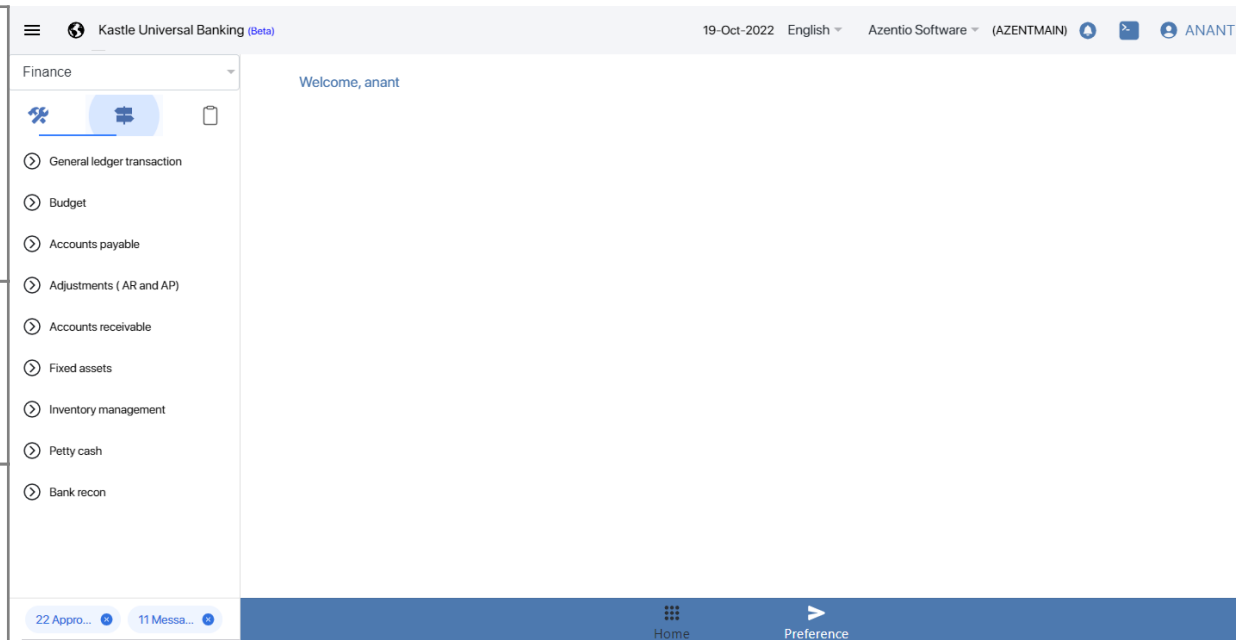 Kastle Universal Banking (Beta) 19-Oct-2022 English Azentio Software (AZENTMAIN) ANANT
Finance
Welcome, anant
General ledger transaction
Budget
Accounts payable
Adjustments ( AR and AP)
Accounts receivable
Fixed assets
Inventory management
Petty cash
Bank recon
22 Appro... 11 Messa...
Home Preference